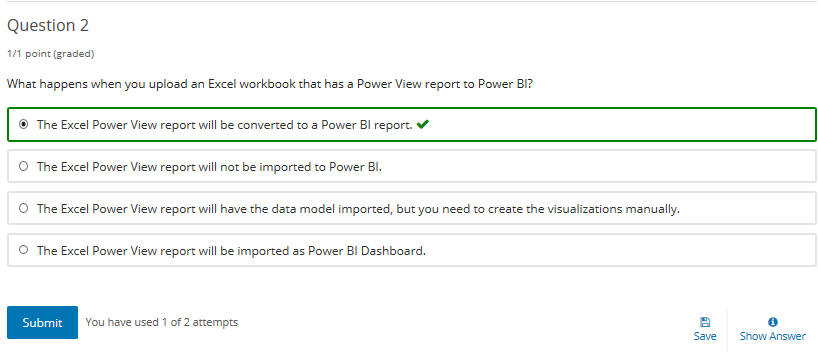 Question 2
1/1 point (graded)
What happens when you upload an Excel workbook that has a Power View report to Power BI?
The Excel Power View report will be converted to a Power BI report.
The Excel Power View report will not be imported to Power BI.
The Excel Power View report will have the data model imported, but you need to create the visualizations manually.
The Excel Power View report will be imported as Power BI Dashboard.
Submit You have used 1 of 2 attempts
Save Show Answer